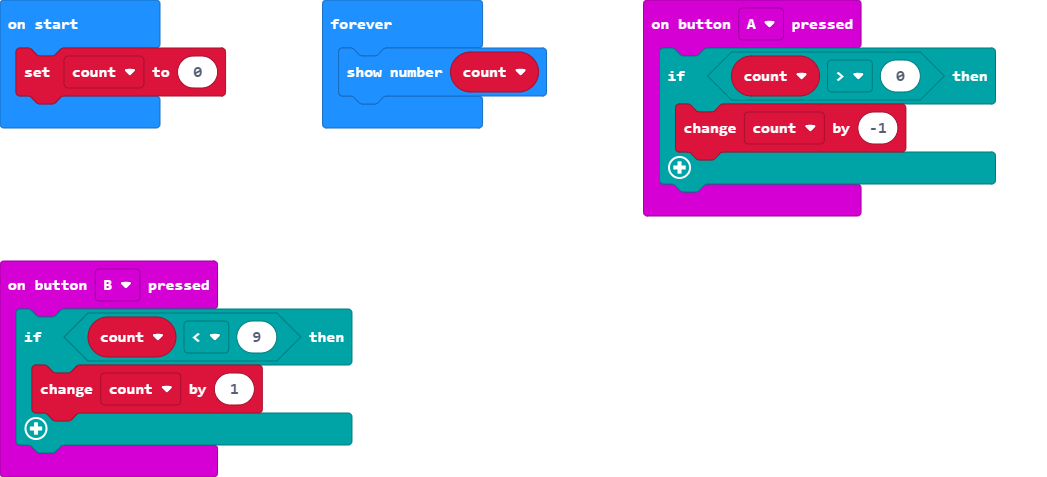 on start
set count to 0
forever
show number count
on button A pressed
if count > 0 then
change count by -1
on button B pressed
if count < 9 then
change count by 1